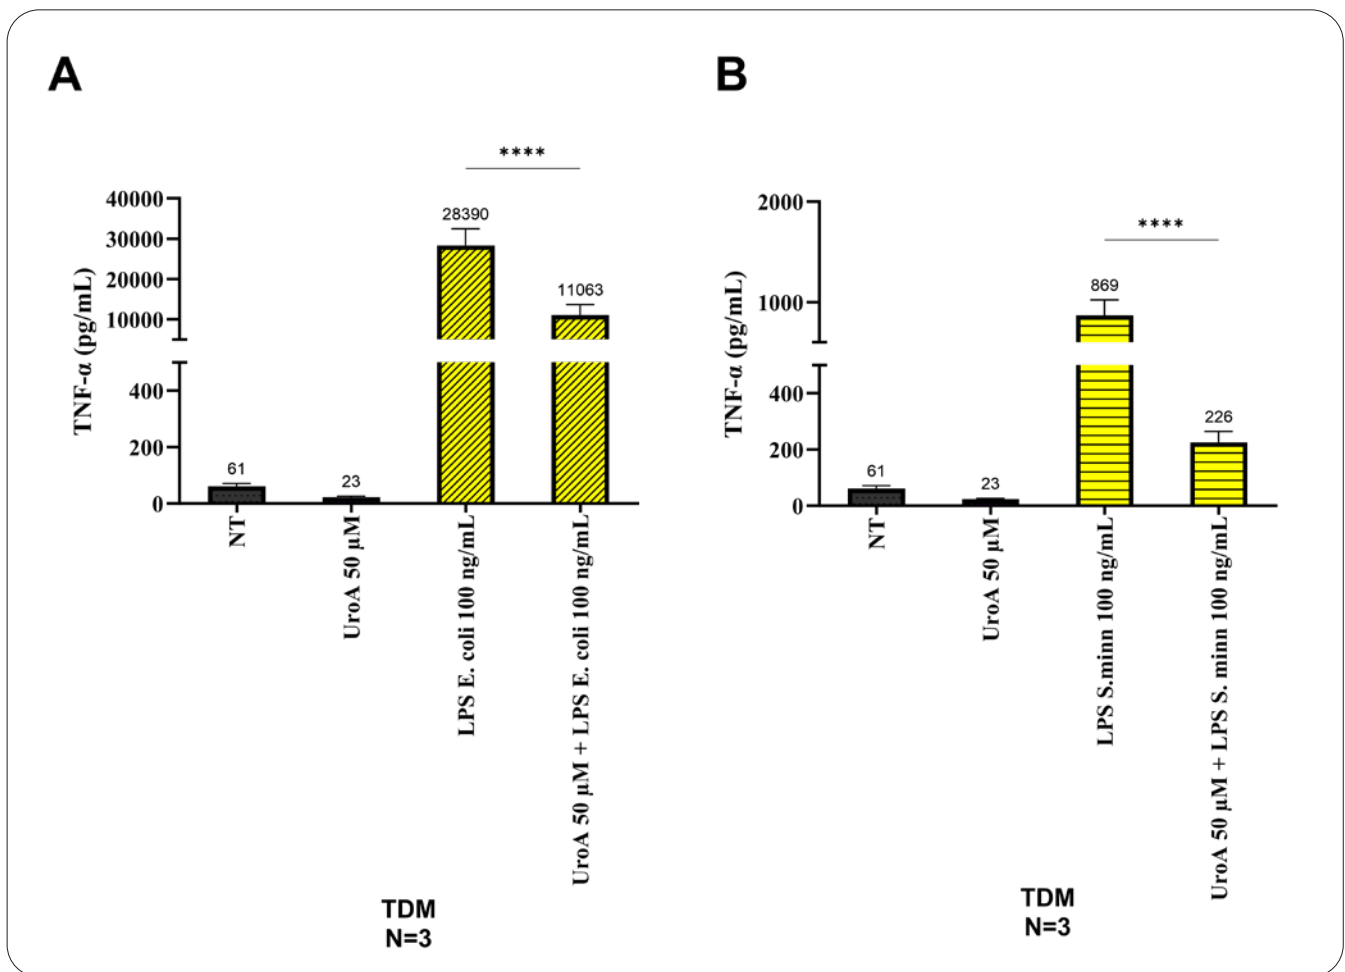 A
****
40000
30000
20000
10000
400
200
0
TNF-α (pg/mL)
61
23
28390
11063
NT
UroA 50 µM
LPS E. coli 100 ng/mL
UroA 50 µM + LPS E. coli 100 ng/mL
TDM
N=3
B
****
2000
1000
400
200
0
TNF-α (pg/mL)
61
23
869
226
NT
UroA 50 µM
LPS S.minn 100 ng/mL
UroA 50 µM + LPS S. minn 100 ng/mL
TDM
N=3